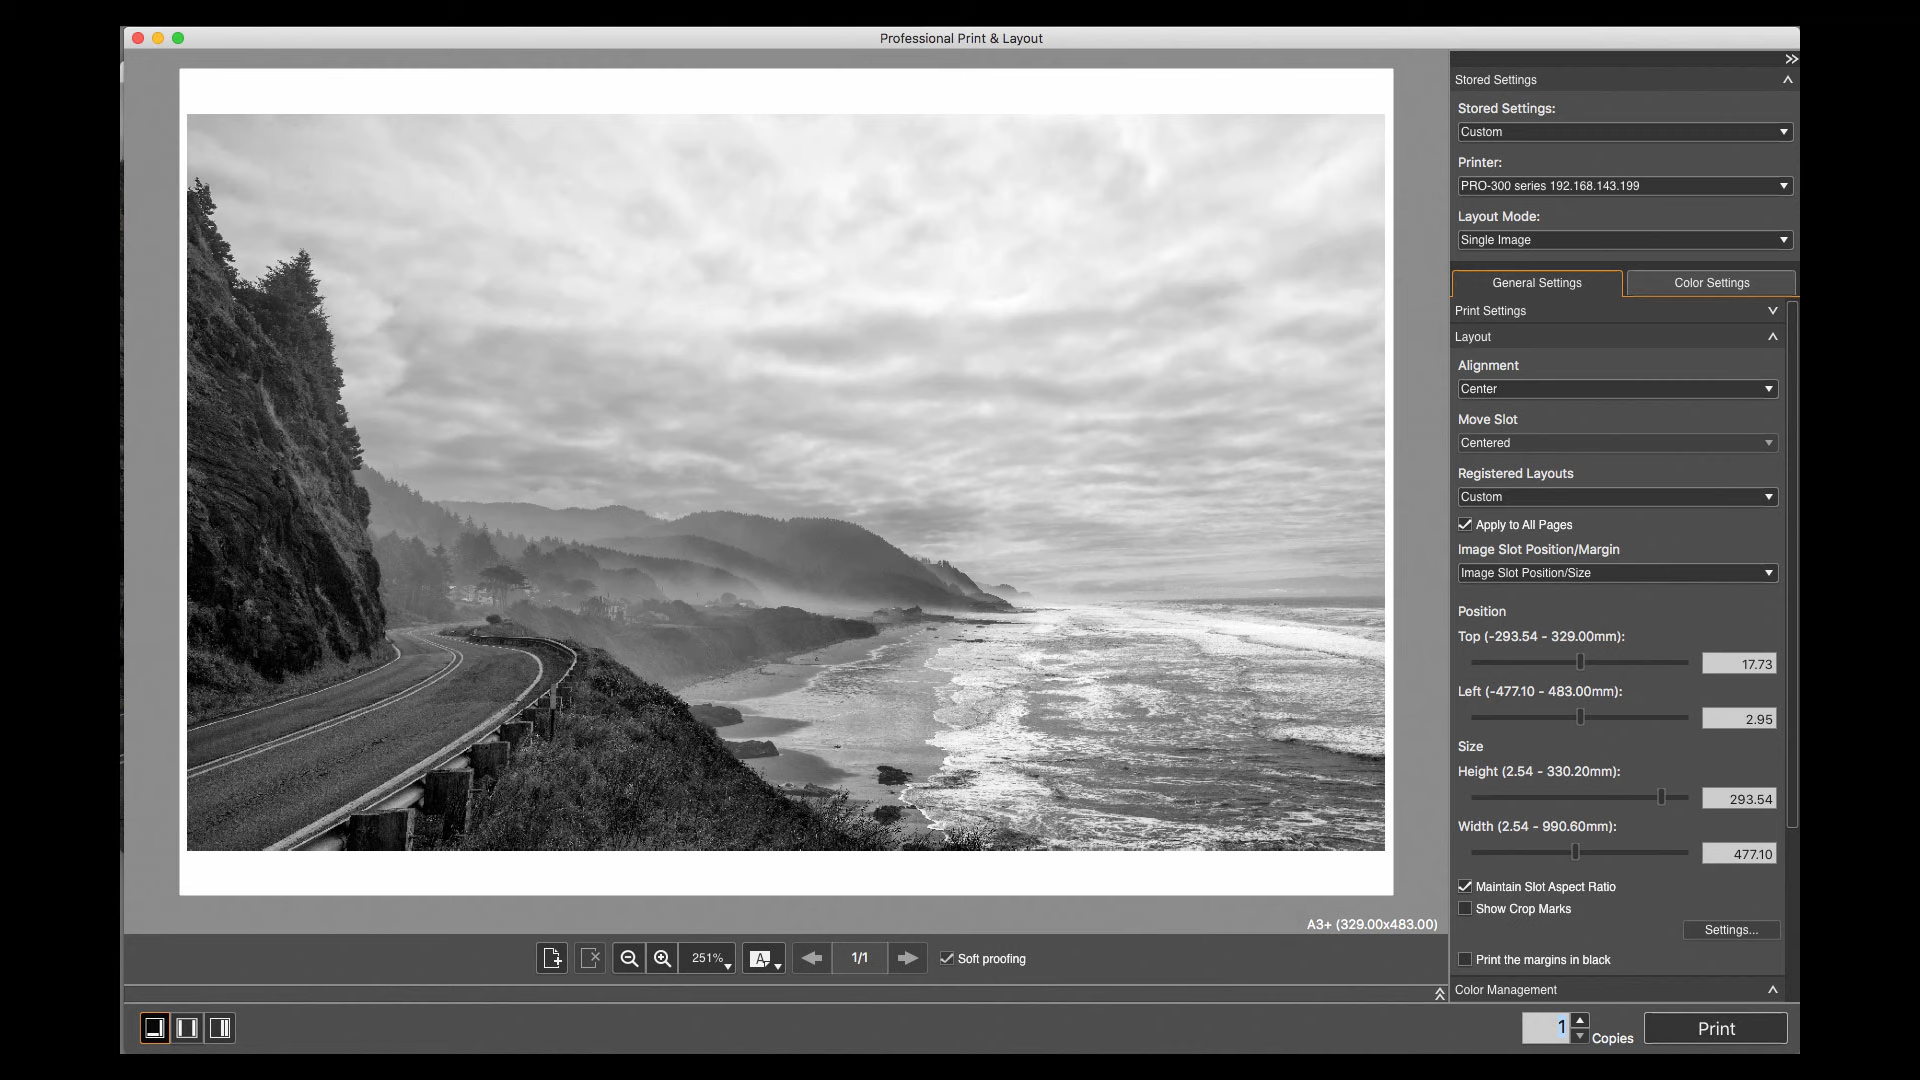 Professional Print & Layout
Stored Settings
Stored Settings:
Custom
Printer:
PRO-300 series 192.168.143.199
Layout Mode:
Single Image
General Settings
Color Settings
Print Settings
Layout
Alignment
Center
Move Slot
Centered
Registered Layouts
Custom
Apply to All Pages
Image Slot Position/Margin
Image Slot Position/Size
Position
Top (-293.54 - 329.00mm):
17.73
Left (-477.10 - 483.00mm):
2.95
Size
Height (2.54 - 330.20mm):
293.54
Width (2.54 - 990.60mm):
477.10
Maintain Slot Aspect Ratio
Show Crop Marks
Settings...
Print the margins in black
Color Management
A3+ (329.00x483.00)
251%
A
1/1
Soft proofing
1
Copies
Print